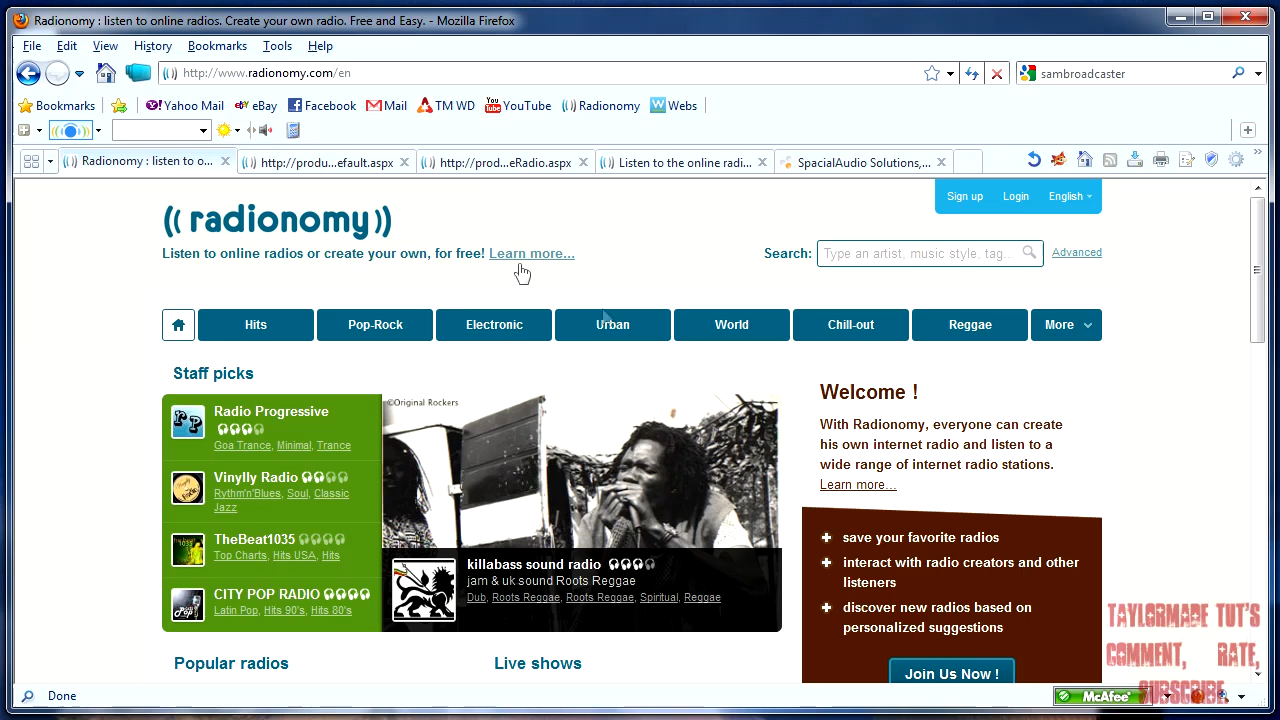 Radionomy : listen to online radios. Create your own radio. Free and Easy. - Mozilla Firefox
File Edit View History Bookmarks Tools Help
http://www.radionomy.com/en
sambroadcaster
Bookmarks Yahoo Mail eBay Facebook Mail TM WD YouTube Radionomy Webs
Radionomy : listen to o...
http://produ...efault.aspx
http://prod...eRadio.aspx
Listen to the online radi...
SpacialAudio Solutions,...
Sign up Login English
((radionomy))
Listen to online radios or create your own, for free! Learn more...
Search: Type an artist, music style, tag... Advanced
Hits Pop-Rock Electronic Urban World Chill-out Reggae More
Staff picks
Radio Progressive
Goa Trance, Minimal, Trance
Vinylly Radio
Rythm'n'Blues, Soul, Classic
Jazz
TheBeat1035
Top Charts, Hits USA, Hits
CITY POP RADIO
Latin Pop, Hits 90's, Hits 80's
©Original Rockers
killabass sound radio
jam & uk sound Roots Reggae
Dub, Roots Reggae, Roots Reggae, Spiritual, Reggae
Welcome !
With Radionomy, everyone can create
his own internet radio and listen to a
wide range of internet radio stations.
Learn more...
save your favorite radios
interact with radio creators and other
listeners
discover new radios based on
personalized suggestions
Join Us Now !
Popular radios
Live shows
TAYLORMADE TUT'S
COMMENT, RATE,
SUBSCRIBE.
Done
McAfee